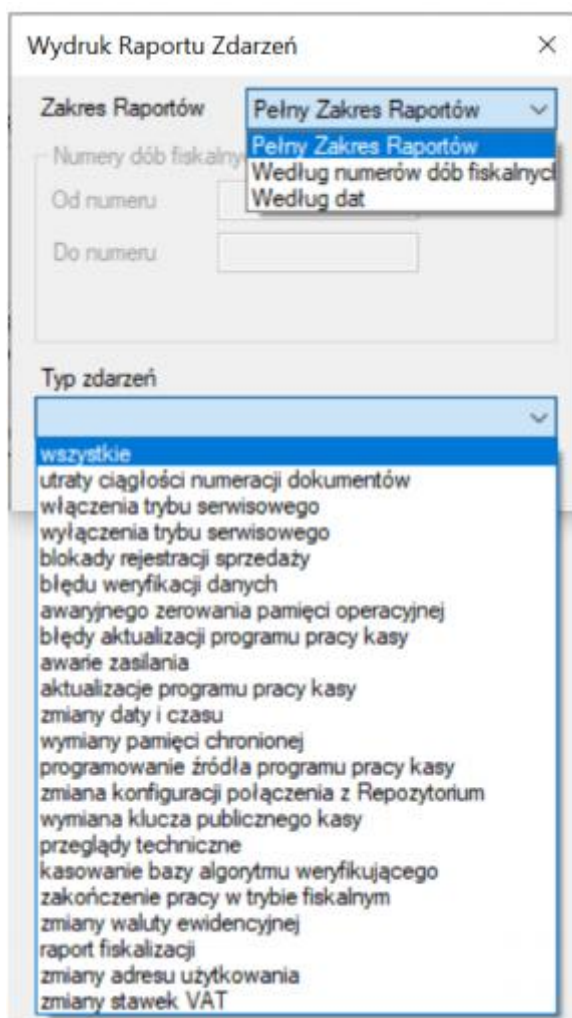 Wydruk Raportu Zdarzeń
Zakres Raportów
Pełny Zakres Raportów
Pełny Zakres Raportów
Według numerów dób fiskalnych
Według dat
Numery dób fiskalny
Od numeru
Do numeru
Typ zdarzeń
wszystkie
utraty ciągłości numeracji dokumentów
włączenia trybu serwisowego
wyłączenia trybu serwisowego
blokady rejestracji sprzedaży
błędu weryfikacji danych
awaryjnego zerowania pamięci operacyjnej
błędy aktualizacji programu pracy kasy
awarie zasilania
aktualizacje programu pracy kasy
zmiany daty i czasu
wymiany pamięci chronionej
programowanie źródła programu pracy kasy
zmiana konfiguracji połączenia z Repozytorium
wymiana klucza publicznego kasy
przeglądy techniczne
kasowanie bazy algorytmu weryfikującego
zakończenie pracy w trybie fiskalnym
zmiany waluty ewidencyjnej
raport fiskalizacji
zmiany adresu użytkowania
zmiany stawek VAT